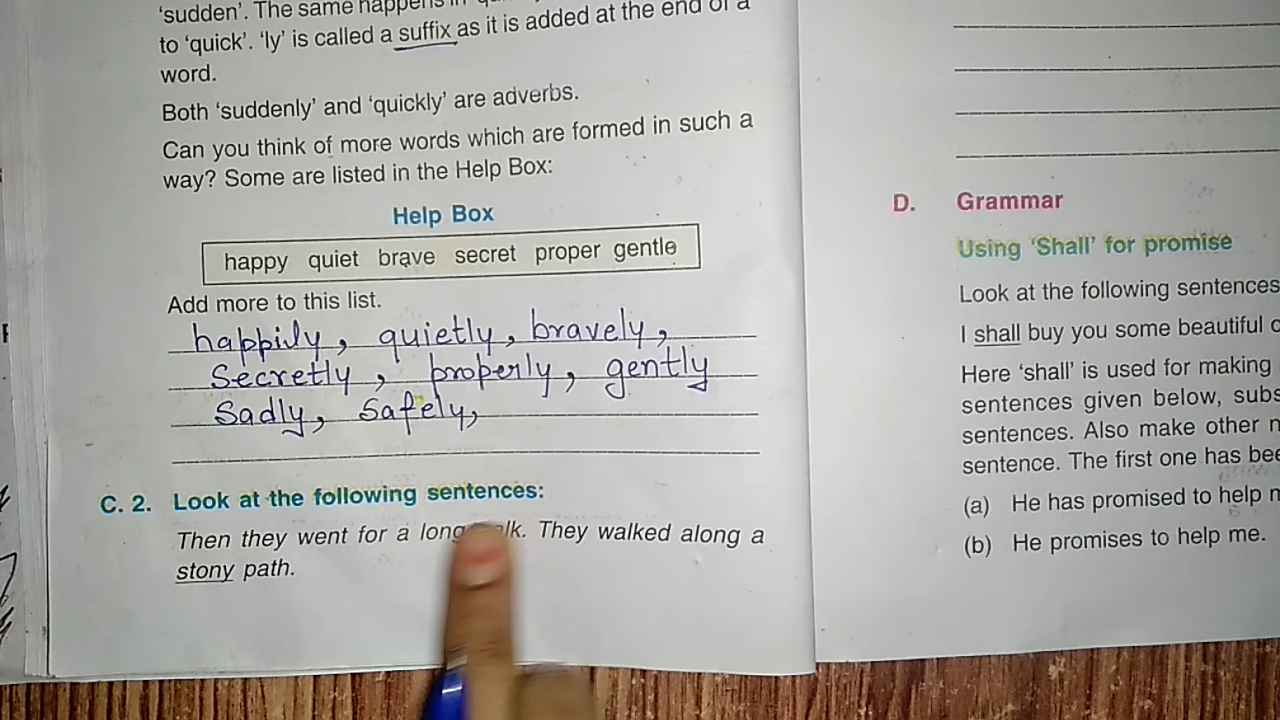 'sudden'. The same happens in
to 'quick'. 'ly' is called a suffix as it is added at the end of a
word.
Both 'suddenly' and 'quickly' are adverbs.
Can you think of more words which are formed in such a
way? Some are listed in the Help Box:
Help Box
happy quiet brave secret proper gentle
Add more to this list.
happily, quietly, bravely,
Secretly, properly, gently
Sadly, Safely,
C. 2. Look at the following sentences:
Then they went for a long They walked along a
stony path.
D. Grammar
Using 'Shall' for promise
Look at the following sentences
I shall buy you some beautiful
Here 'shall' is used for making
sentences given below,
sentences. Also make other
sentence. The first one has
(a) He has promised to help
(b) He promises to help me.